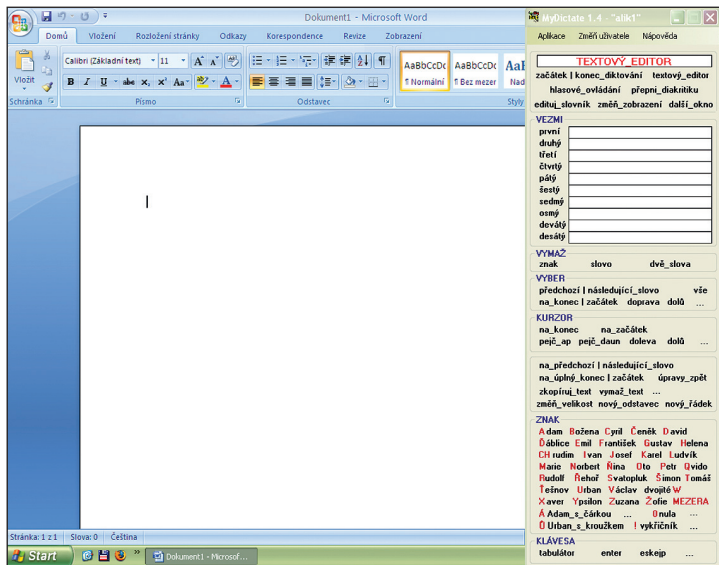 Dokument1 - Microsoft Word
Domů Vložení Rozložení stránky Odkazy Korespondence Revize Zobrazení
Vložit
Calibri (Základní text) 11
B I U abe x, x² Aa A
AaBbCcDc AaBbCcDc AaB
¶ Normální ¶ Bez mezer Nad
Schránka Písmo Odstavec Styly
Stránka: 1 z 1 Slova: 0 Čeština
Start Dokument1 - Microsof...
MyDictate 1.4 - "alik1"
Aplikace Změň uživatele Nápověda
TEXTOVÝ_EDITOR
začátek | konec_diktování textový_editor
hlasové_ovládání přepni_diakritiku
edituj_slovník změň_zobrazení další_okno
VEZMI
první
druhý
třetí
čtvrtý
pátý
šestý
sedmý
osmý
devátý
desátý
VYMAŽ
znak slovo dvě_slova
VYBER
předchozí | následující_slovo vše
na_konec | začátek doprava dolů ...
KURZOR
na_konec na_začátek
pejč_ap pejč_daun doleva dolů ...
na_předchozí | následující_slovo
na_úplný_konec | začátek úpravy_zpět
zkopíruj_text vymaž_text ...
změň_velikost nový_odstavec nový_řádek
ZNAK
Adam Božena Cyril Čeněk David
Ďáblice Emil František Gustav Helena
CHrudim Ivan Josef Karel Ludvík
Marie Norbert Ňina Oto Petr Qvido
Rudolf Řehoř Svatopluk Šimon Tomáš
Ťešnov Urban Václav dvojité W
Xaver Ypsilon Zuzana Žofie MEZERA
Á Adam_s_čárkou ... 0 nula ...
Ů Urban_s_kroužkem ! vykřičník ...
KLÁVESA
tabulátor enter eskejp ...